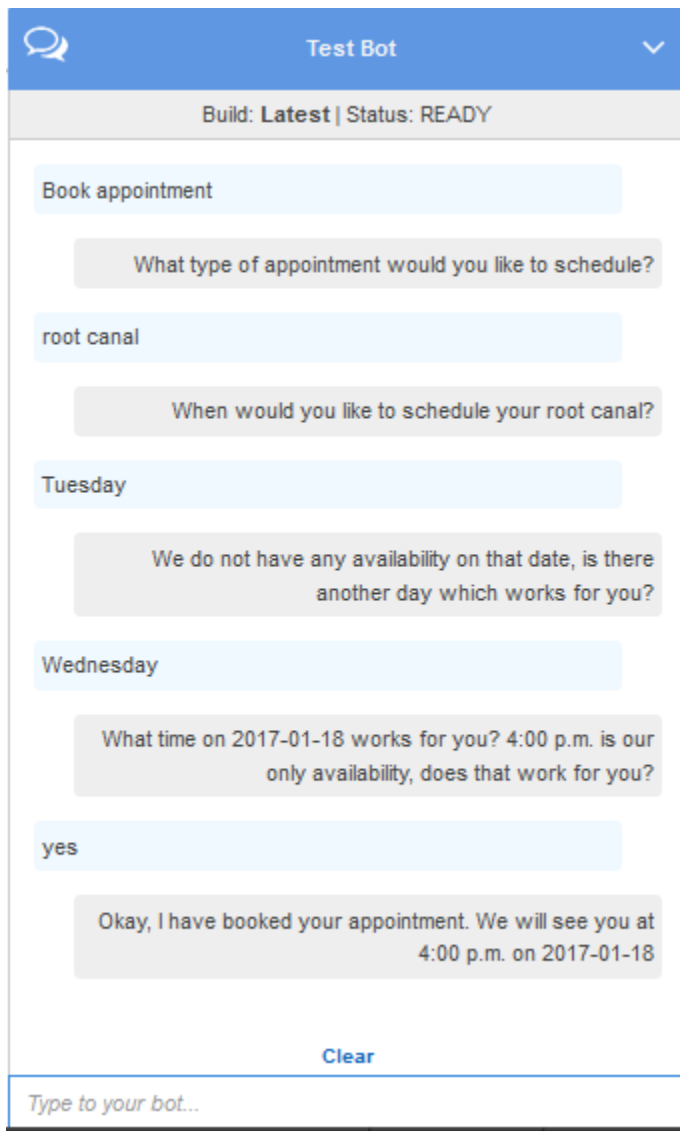 Test Bot
Build: Latest | Status: READY
Book appointment
What type of appointment would you like to schedule?
root canal
When would you like to schedule your root canal?
Tuesday
We do not have any availability on that date, is there
another day which works for you?
Wednesday
What time on 2017-01-18 works for you? 4:00 p.m. is our
only availability, does that work for you?
yes
Okay, I have booked your appointment. We will see you at
4:00 p.m. on 2017-01-18
Clear
Type to your bot...